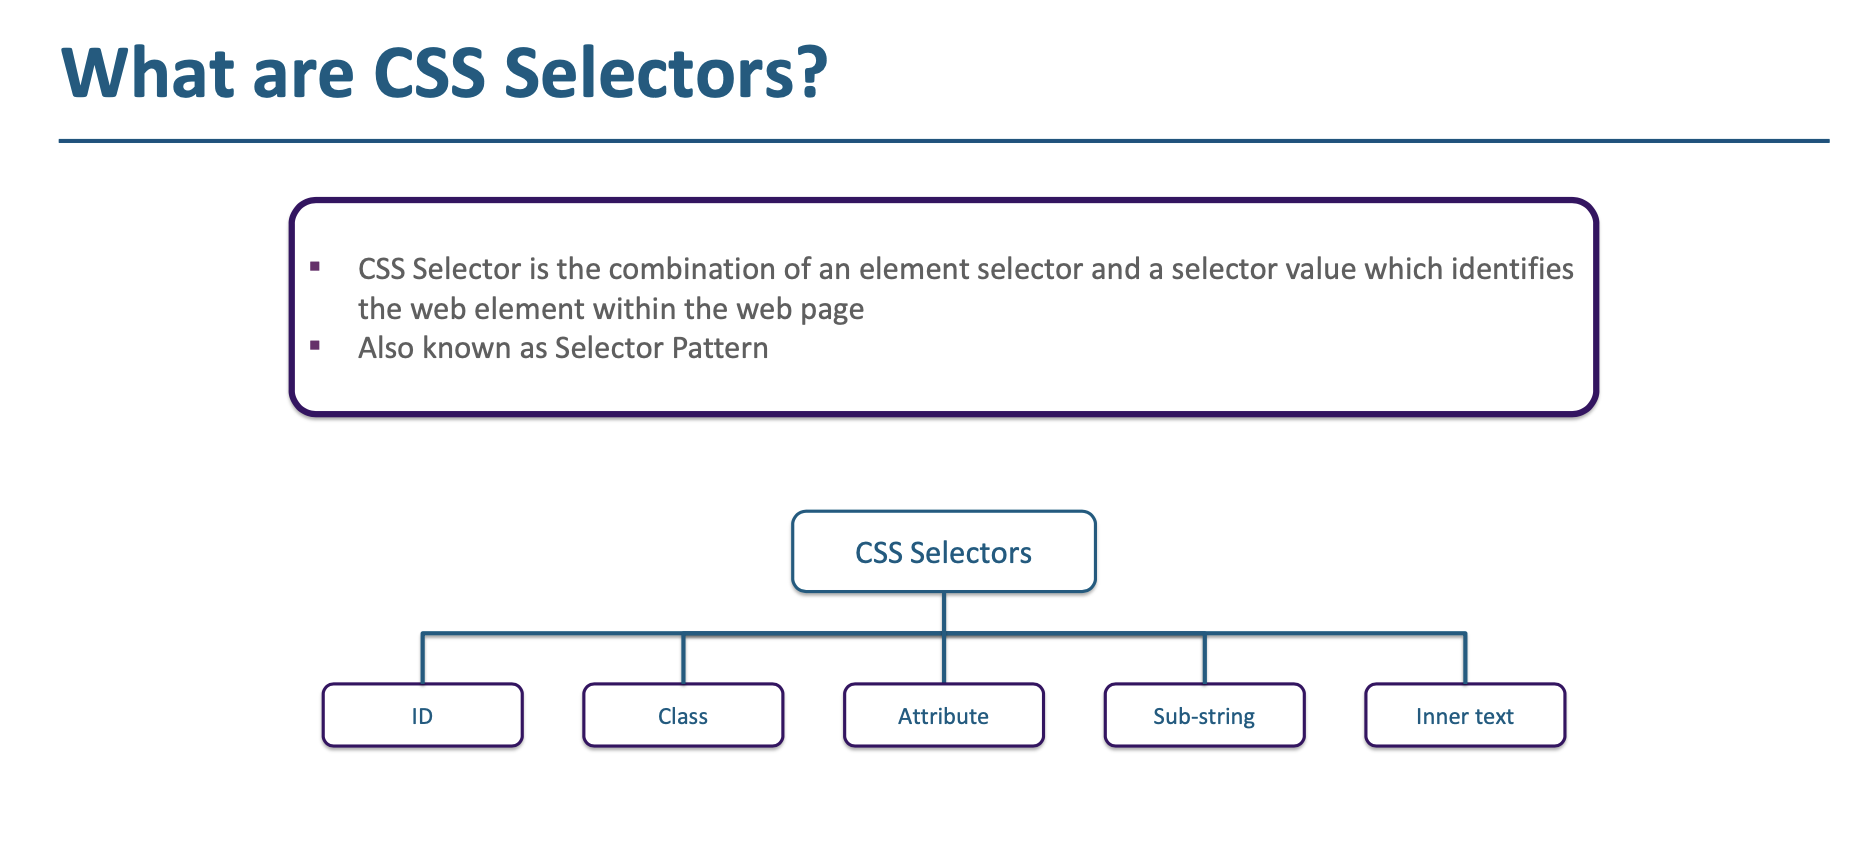 What are CSS Selectors?
▪ CSS Selector is the combination of an element selector and a selector value which identifies
the web element within the web page
▪ Also known as Selector Pattern
CSS Selectors
ID
Class
Attribute
Sub-string
Inner text